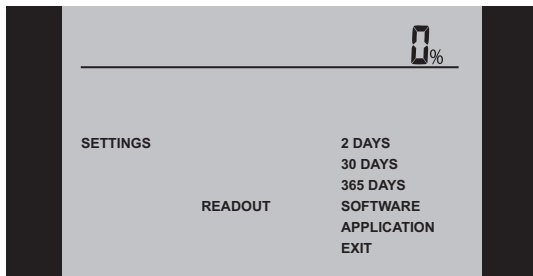 0%
SETTINGS 2 DAYS
30 DAYS
365 DAYS
READOUT SOFTWARE
APPLICATION
EXIT